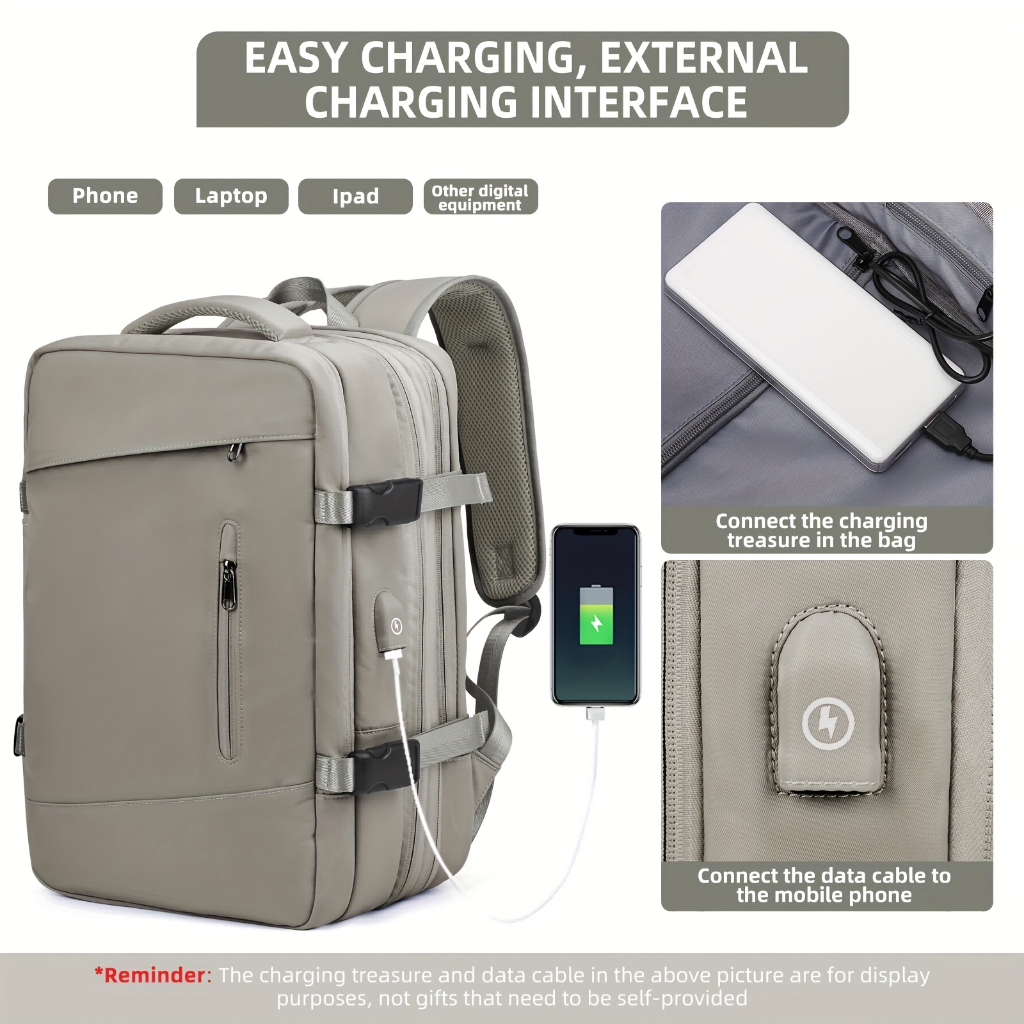 EASY CHARGING, EXTERNAL
CHARGING INTERFACE
Phone
Laptop
Ipad
Other digital
equipment
Connect the charging
treasure in the bag
Connect the data cable to
the mobile phone
*Reminder: The charging treasure and data cable in the above picture are for display
purposes, not gifts that need to be self-provided